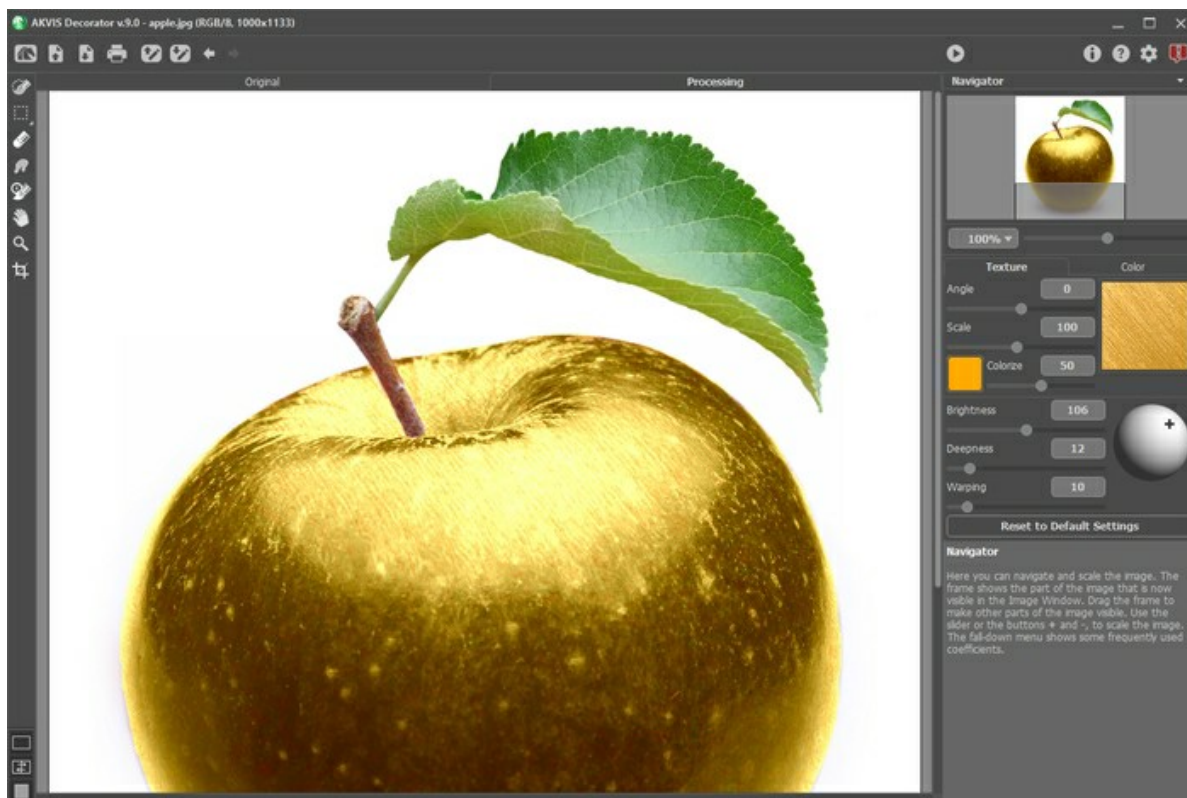 AKVIS Decorator v.9.0 - apple.jpg (RGB/8, 1000x1133)
Original
Processing
Navigator
100%
Texture
Color
Angle
0
Scale
100
Colorize
50
Brightness
106
Deepness
12
Warping
10
Reset to Default Settings
Navigator
Here you can navigate and scale the image. The
frame shows the part of the image that is now
visible in the Image Window. Drag the frame to
make other parts of the image visible. Use the
slider or the buttons + and -, to scale the image.
The fall-down menu shows some frequently used
coefficients.